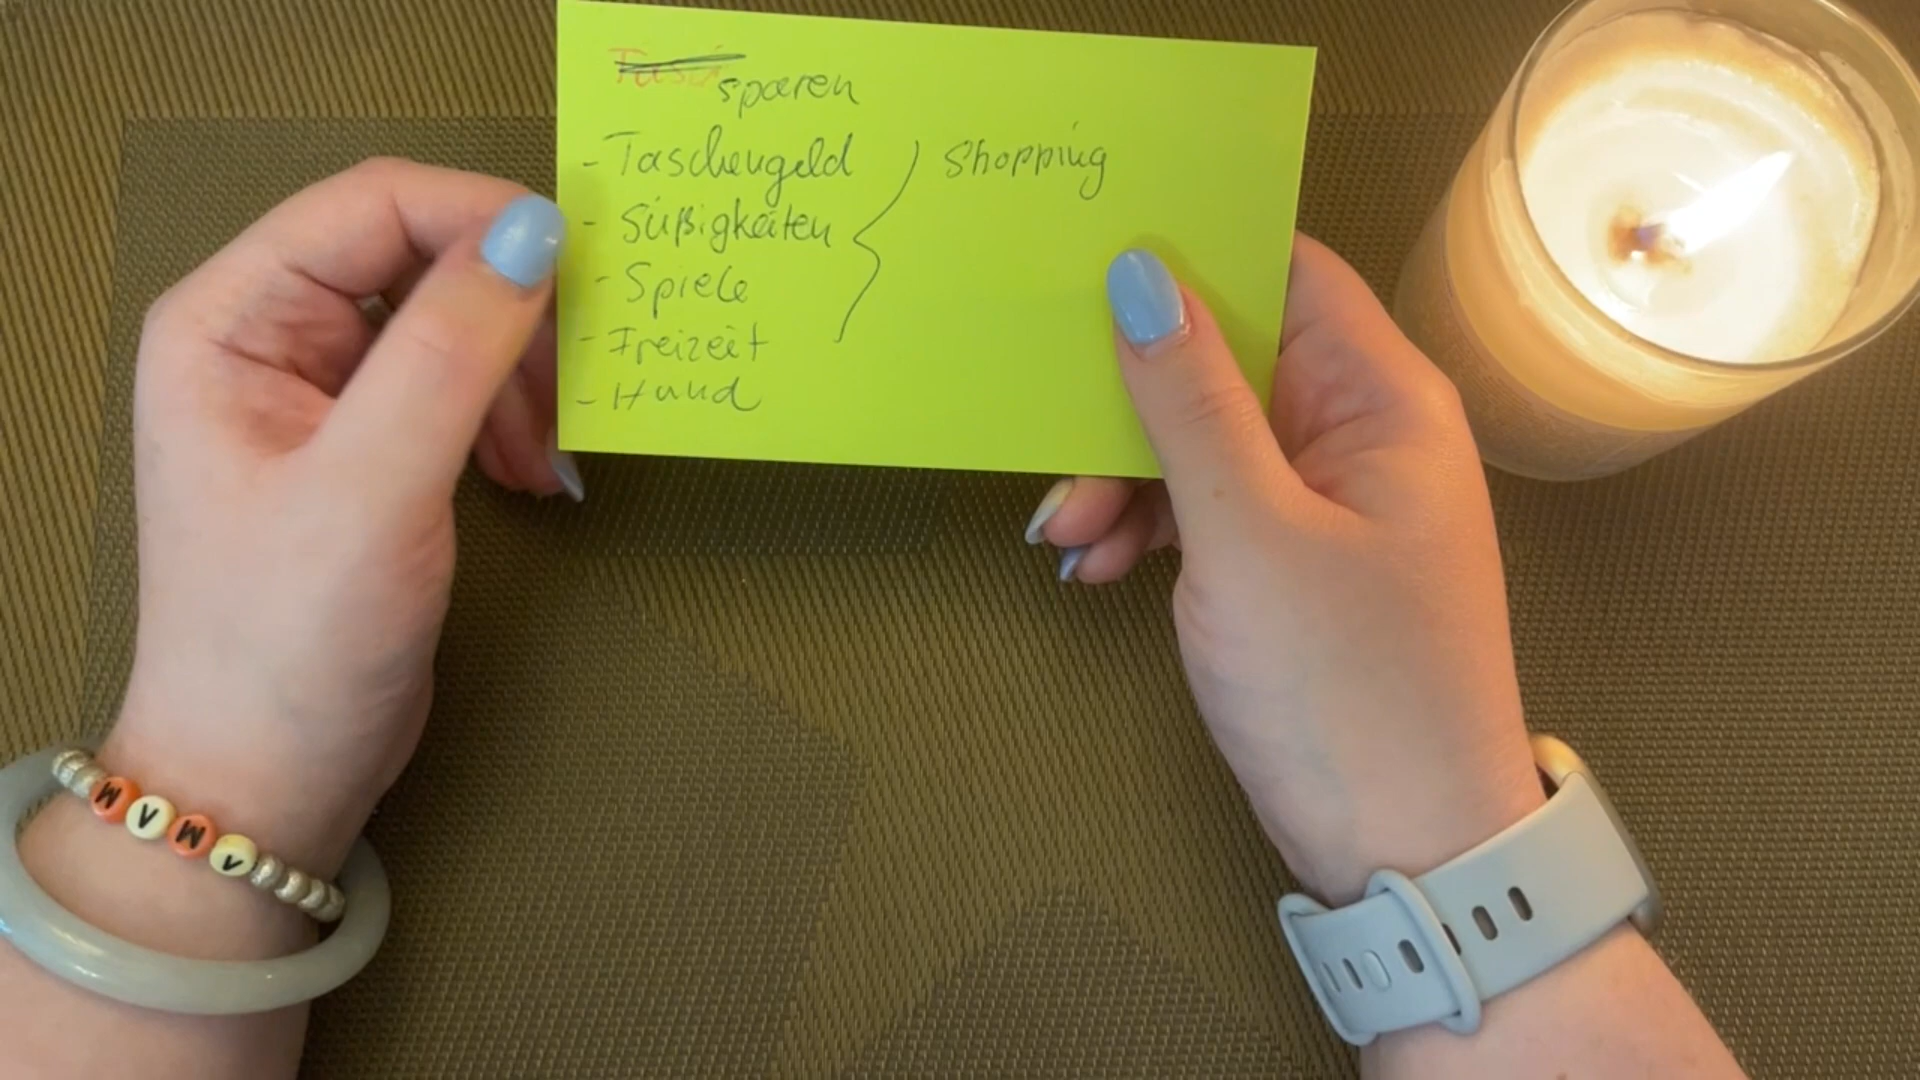 sparen
- Taschengeld
- Süßigkeiten
- Spiele
- Freizeit
- Hund
Shopping
M V M V